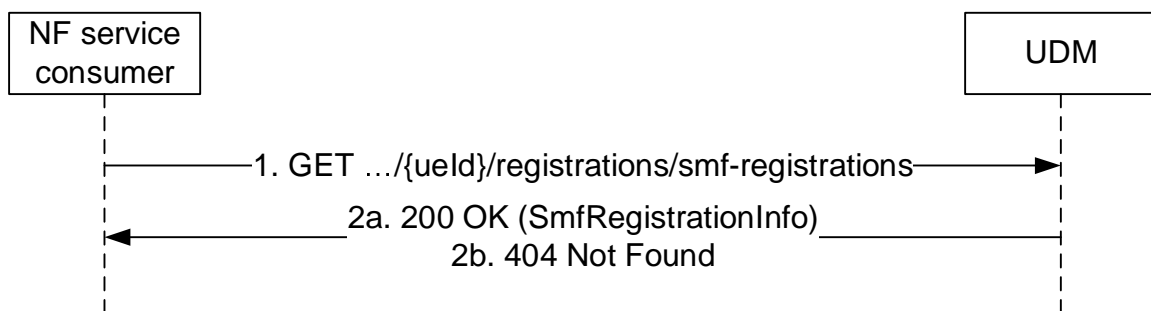 NF service
consumer
UDM
1. GET …/{ueId}/registrations/smf-registrations
2a. 200 OK (SmfRegistrationInfo)
2b. 404 Not Found